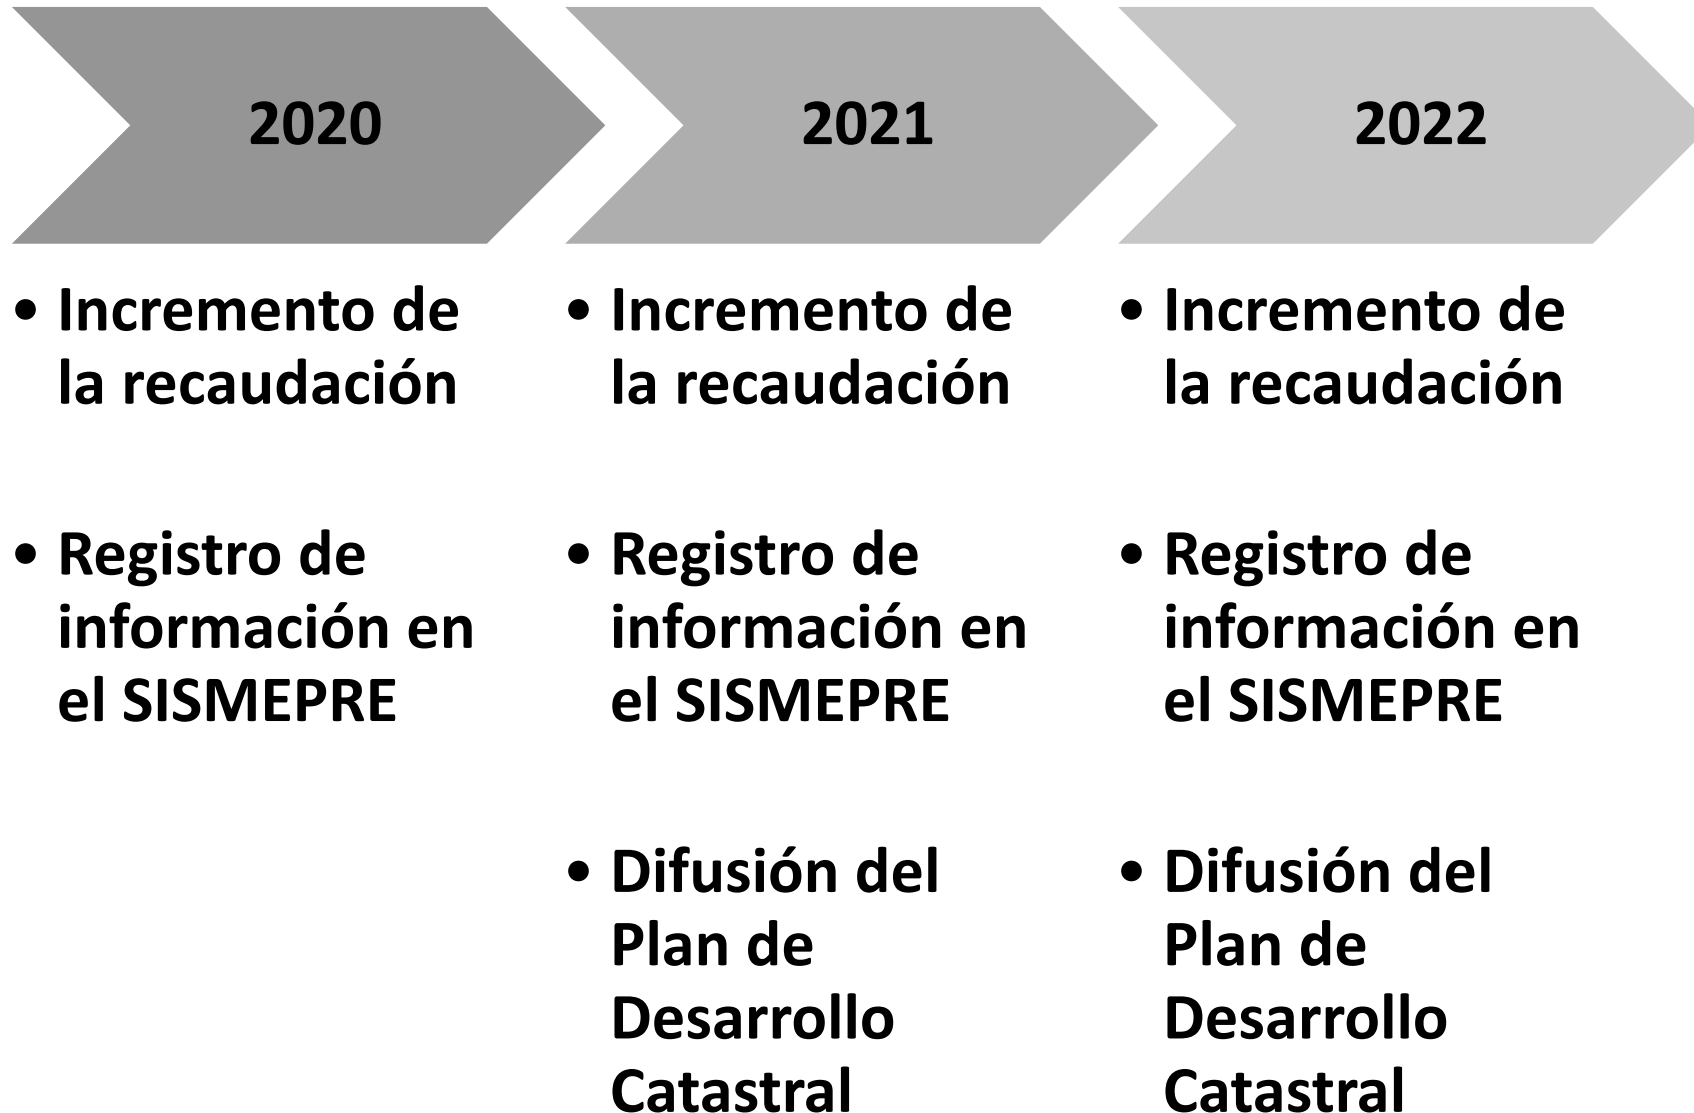 2020
• Incremento de
la recaudación
• Registro de
información en
el SISMEPRE
2021
• Incremento de
la recaudación
• Registro de
información en
el SISMEPRE
• Difusión del
Plan de
Desarrollo
Catastral
2022
• Incremento de
la recaudación
• Registro de
información en
el SISMEPRE
• Difusión del
Plan de
Desarrollo
Catastral